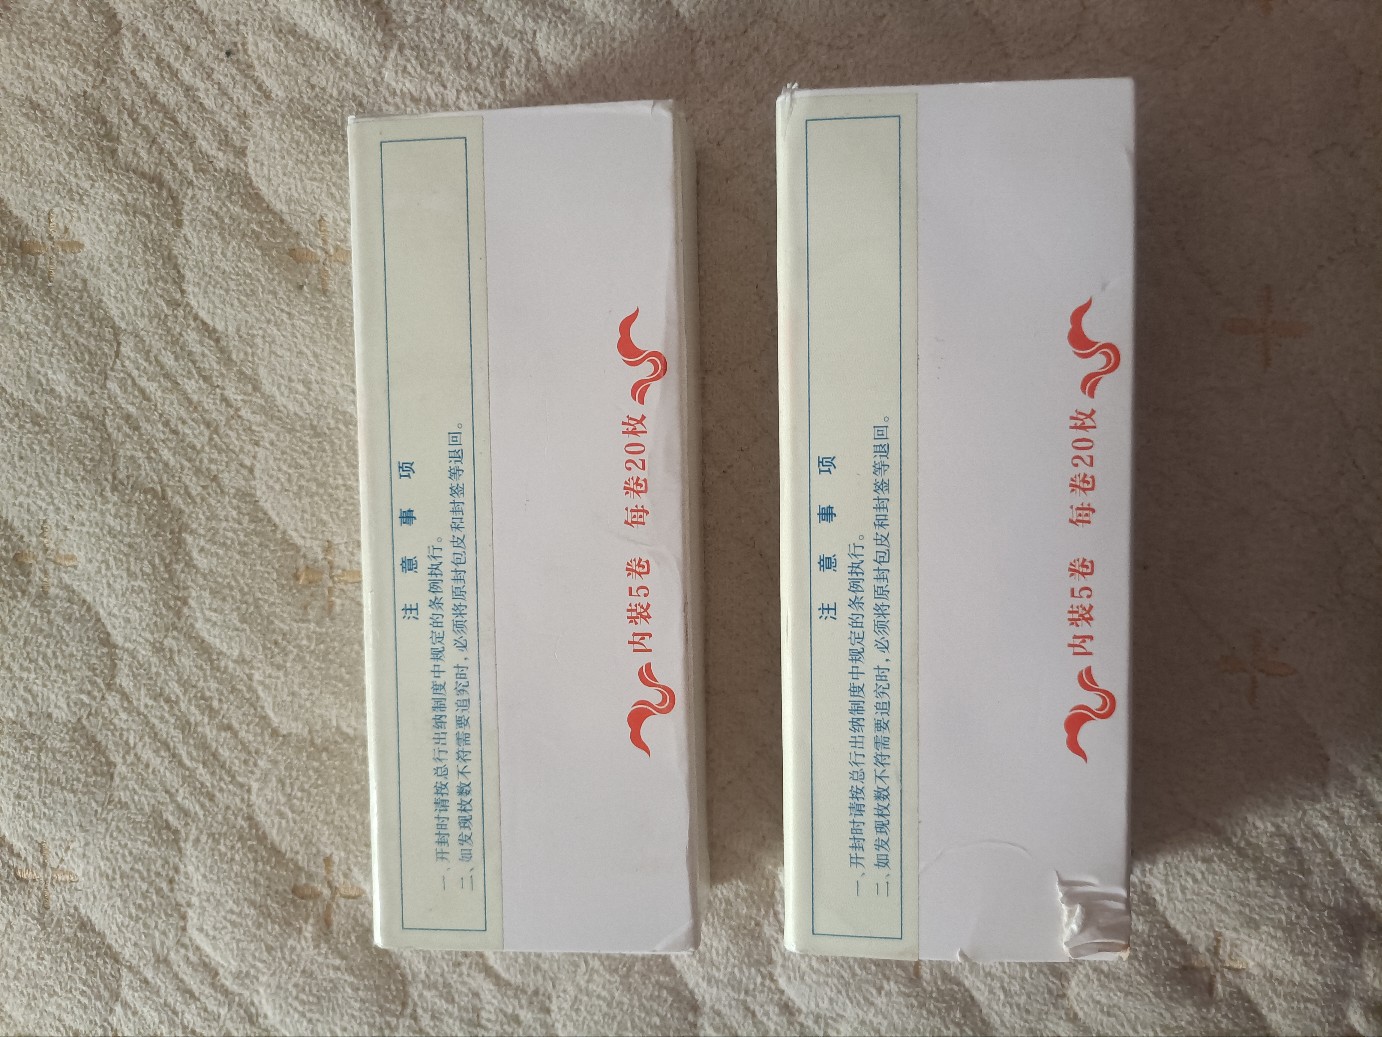 注意事项
一、开封时请按总行出纳制度中规定的条例执行。
二、如发现枚数不符需要追究时,必须将原封包皮和封签等退回。
内装5卷 每卷20枚
注意事项
一、开封时请按总行出纳制度中规定的条例执行。
二、如发现枚数不符需要追究时,必须将原封包皮和封签等退回。
内装5卷 每卷20枚